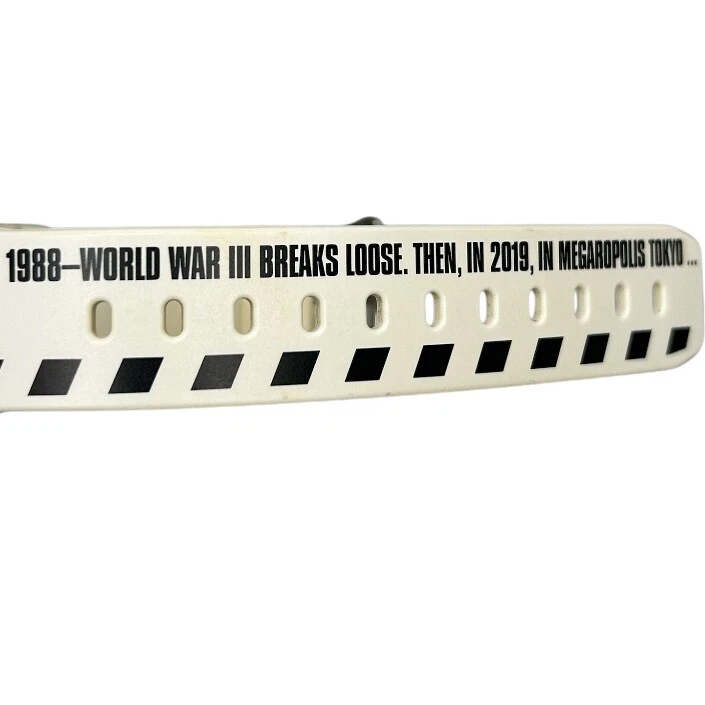 1988–WORLD WAR III BREAKS LOOSE. THEN, IN 2019, IN MEGAROPOLIS TOKYO ...